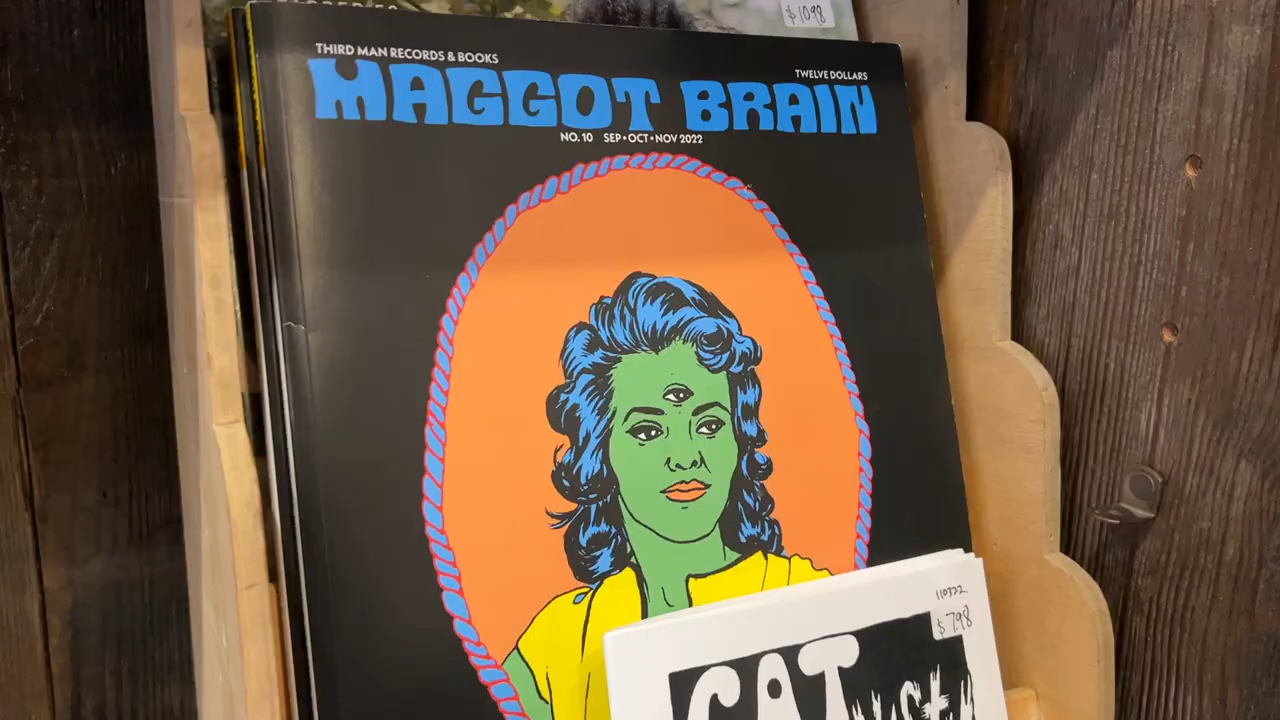 $10.98
THIRD MAN RECORDS & BOOKS
TWELVE DOLLARS
MAGGOT BRAIN
NO. 10 SEP • OCT • NOV 2022
110322
$7.98
CAT